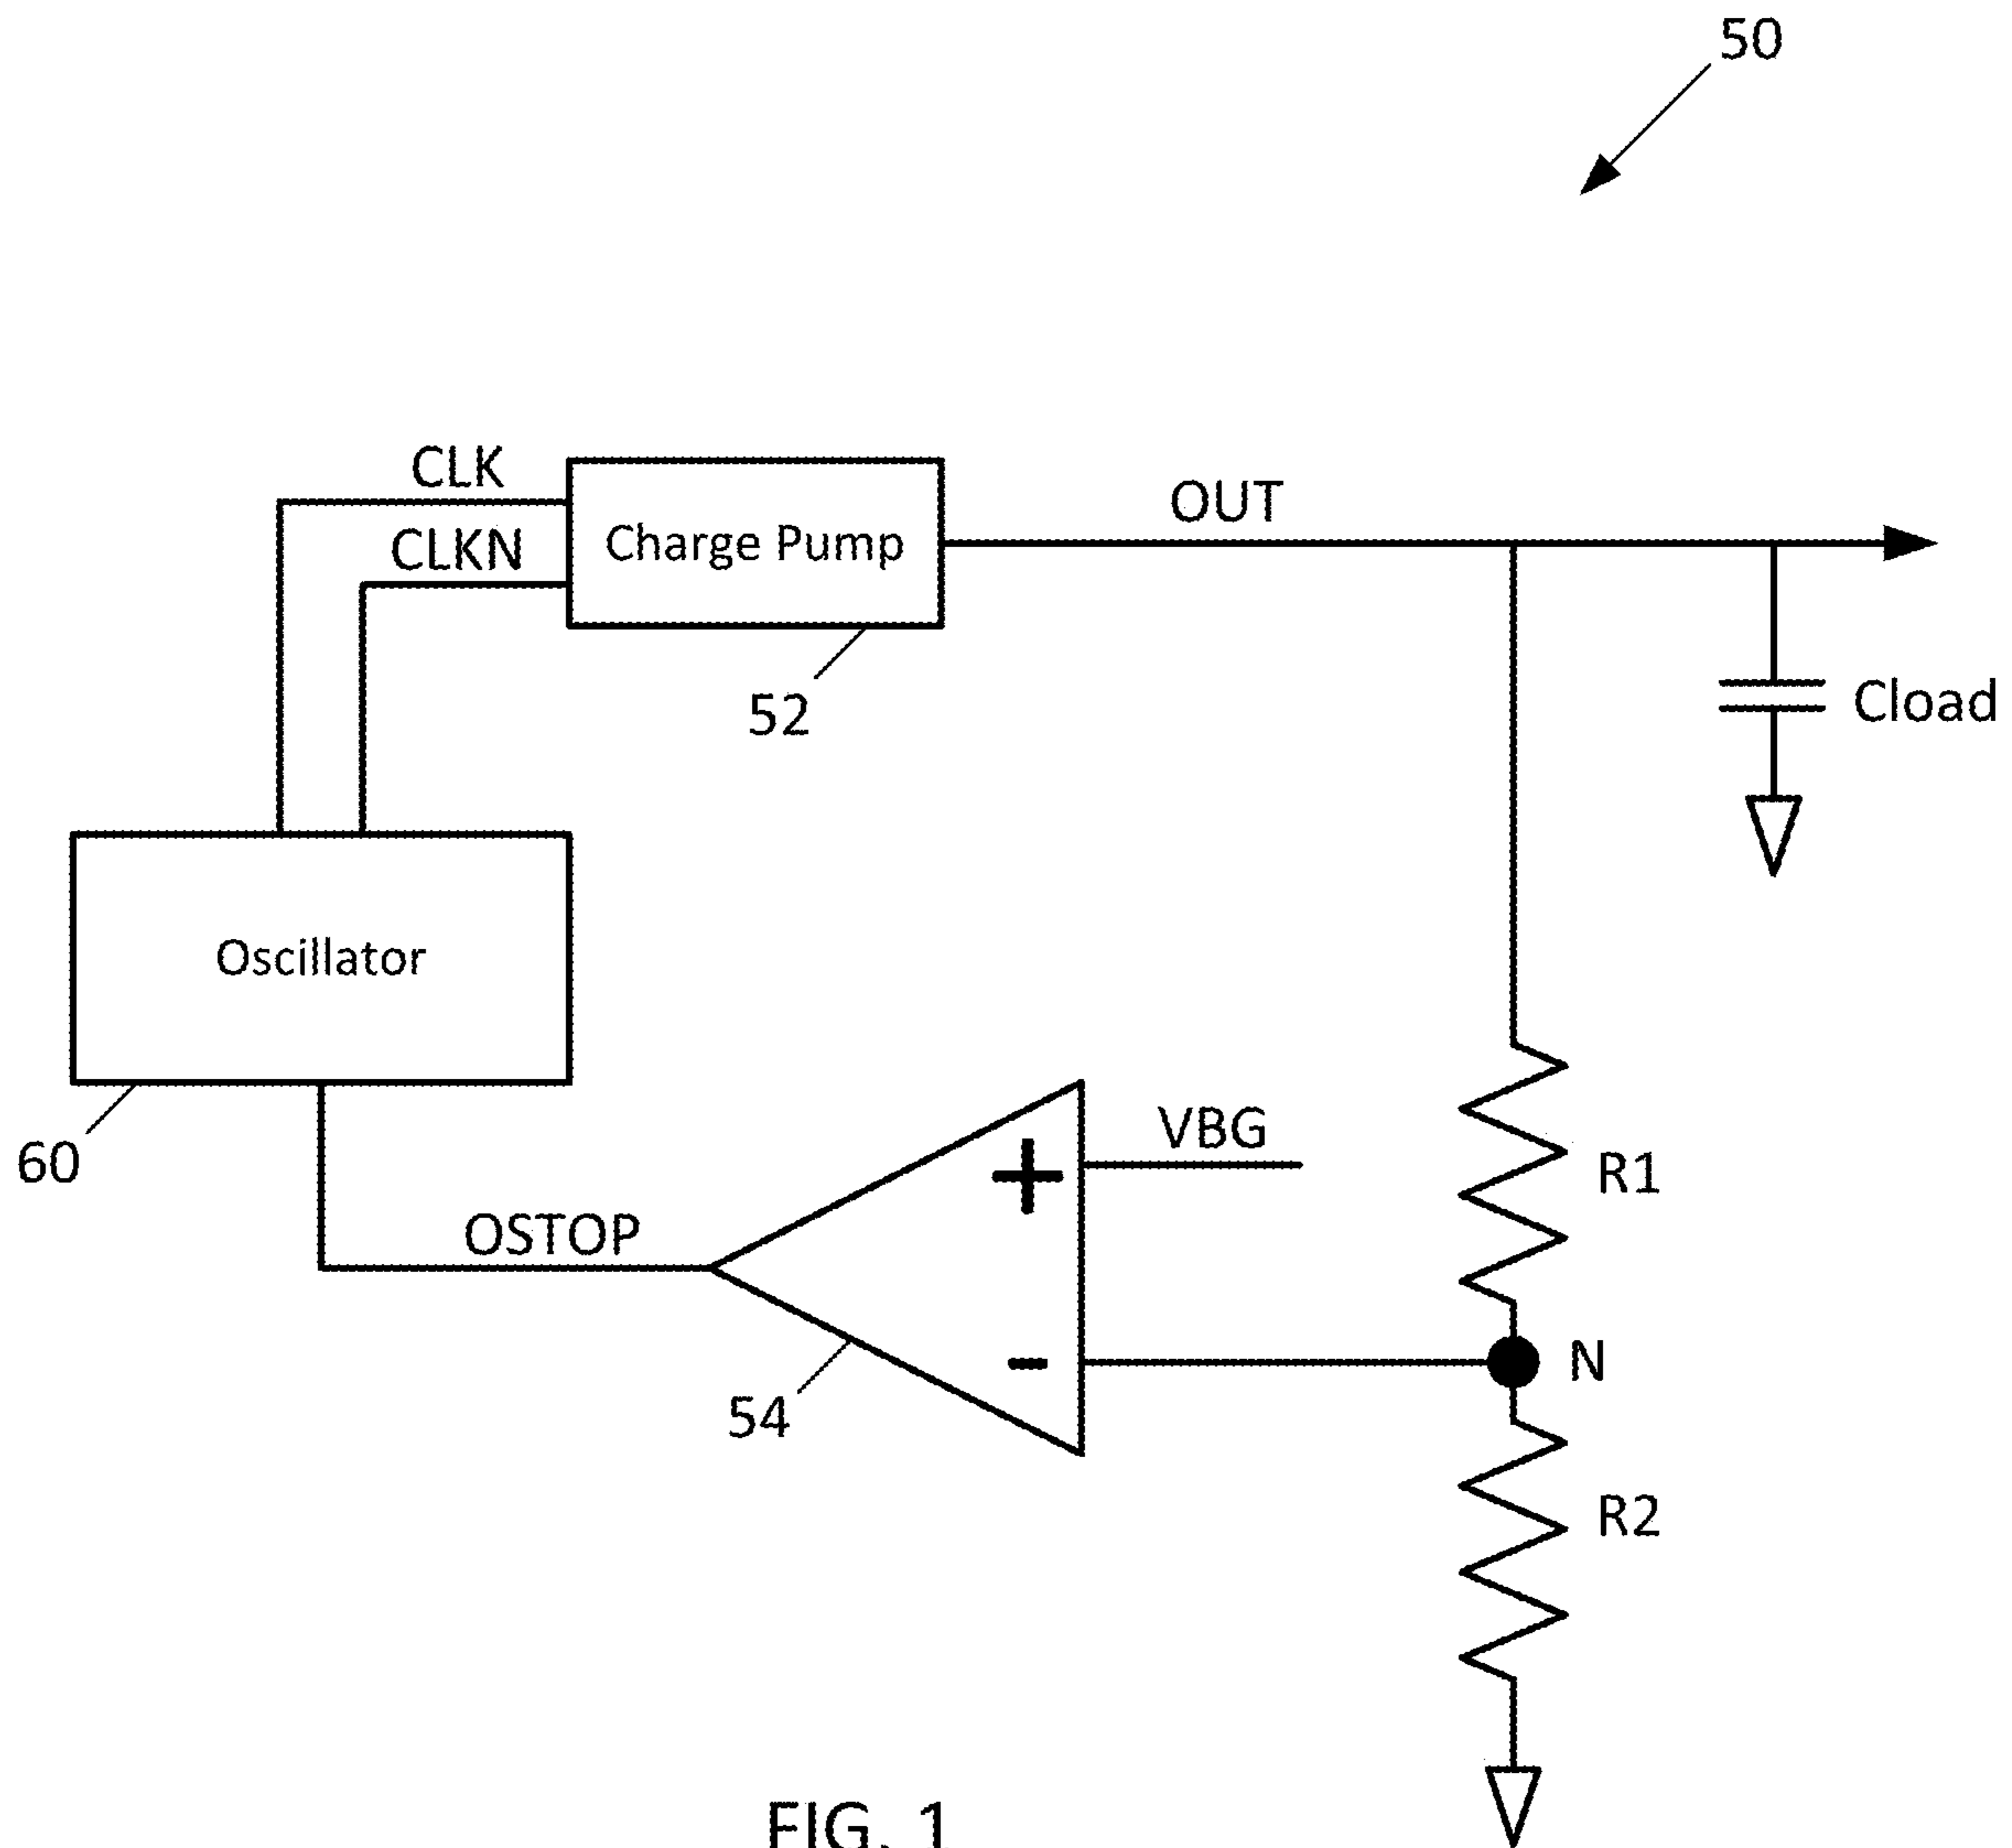 50
CLK
OUT
CLKN
Charge Pump
52
Cload
Oscillator
60
VBG
+
R1
OSTOP
-
N
54
R2
FIG. 1